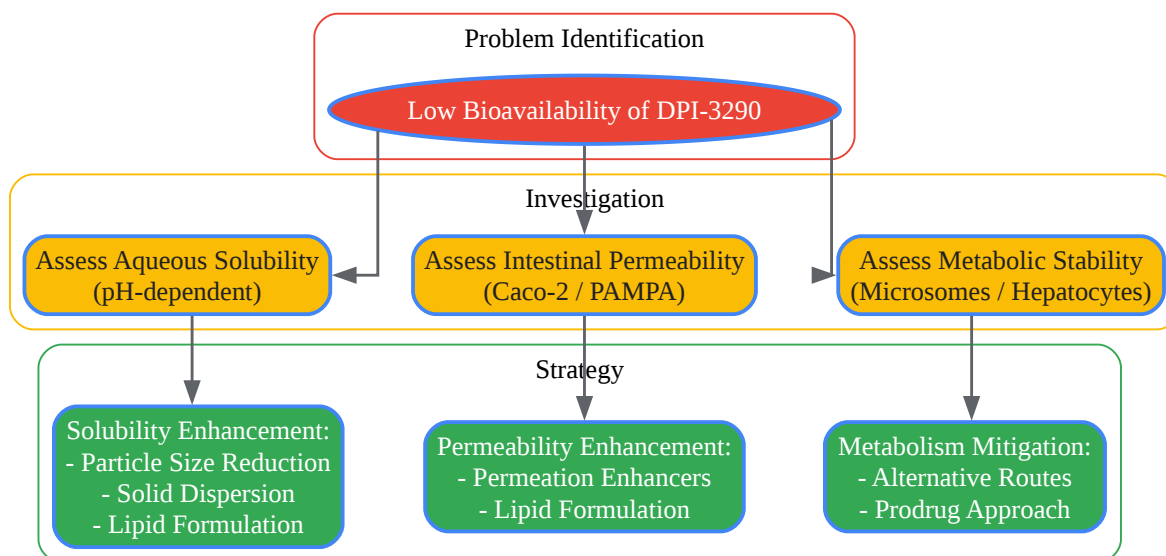 Problem Identification
Low Bioavailability of DPI-3290
Investigation
Assess Aqueous Solubility
(pH-dependent)
Assess Intestinal Permeability
(Caco-2 / PAMPA)
Assess Metabolic Stability
(Microsomes / Hepatocytes)
Strategy
Solubility Enhancement:
- Particle Size Reduction
- Solid Dispersion
- Lipid Formulation
Permeability Enhancement:
- Permeation Enhancers
- Lipid Formulation
Metabolism Mitigation:
- Alternative Routes
- Prodrug Approach